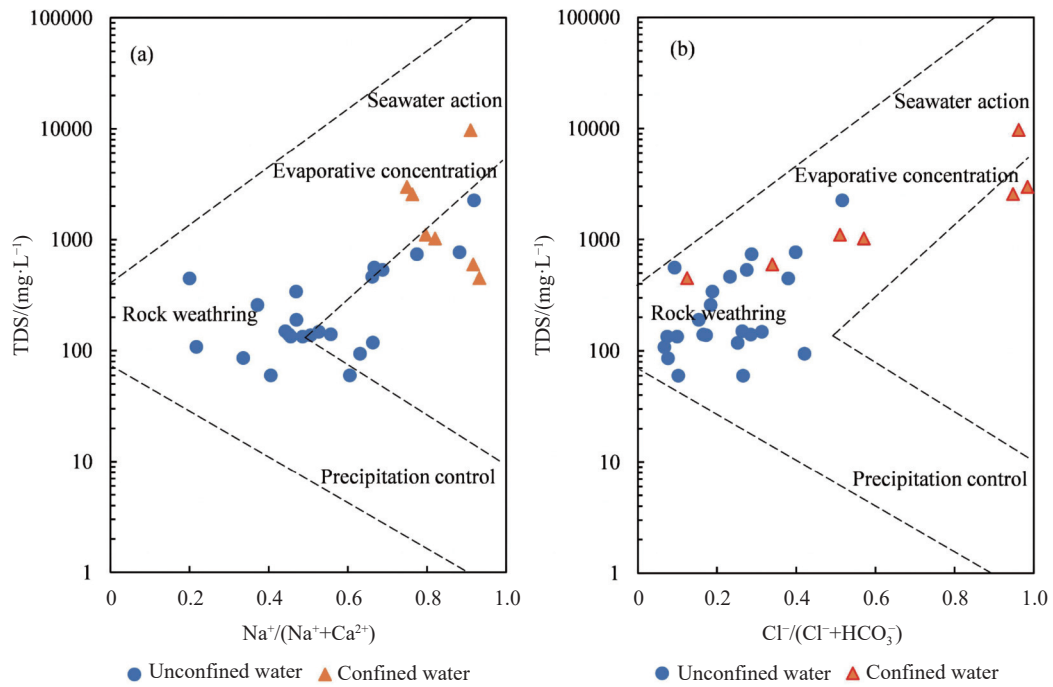 100000
10000
1000
100
10
1
TDS/(mg·L⁻¹)
(a)
Seawater action
Evaporative concentration
Rock weathring
Precipitation control
0 0.2 0.4 0.6 0.8 1.0
Na⁺/(Na⁺+Ca²⁺)
Unconfined water Confined water
100000
10000
1000
100
10
1
TDS/(mg·L⁻¹)
(b)
Seawater action
Evaporative concentration
Rock weathring
Precipitation control
0 0.2 0.4 0.6 0.8 1.0
Cl⁻/(Cl⁻+HCO₃⁻)
Unconfined water Confined water